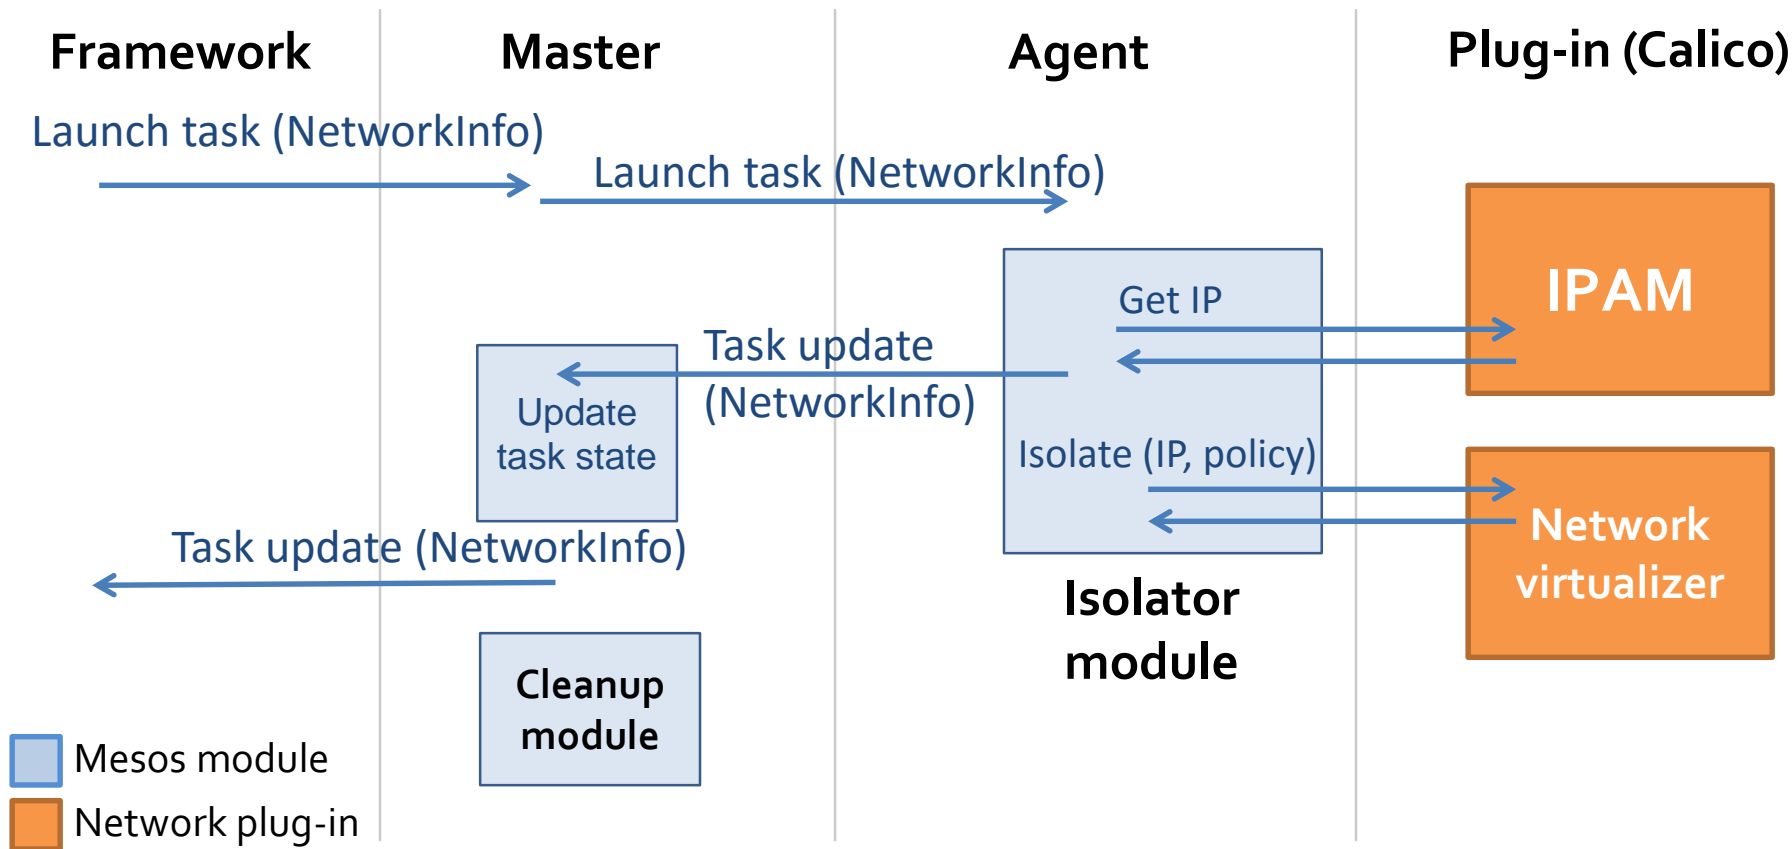 Framework
Master
Agent
Plug-in (Calico)
Launch task (NetworkInfo)
Launch task (NetworkInfo)
Get IP
IPAM
Task update
(NetworkInfo)
Update
task state
Isolate (IP, policy)
Network
virtualizer
Task update (NetworkInfo)
Isolator
module
Cleanup
module
Mesos module
Network plug-in